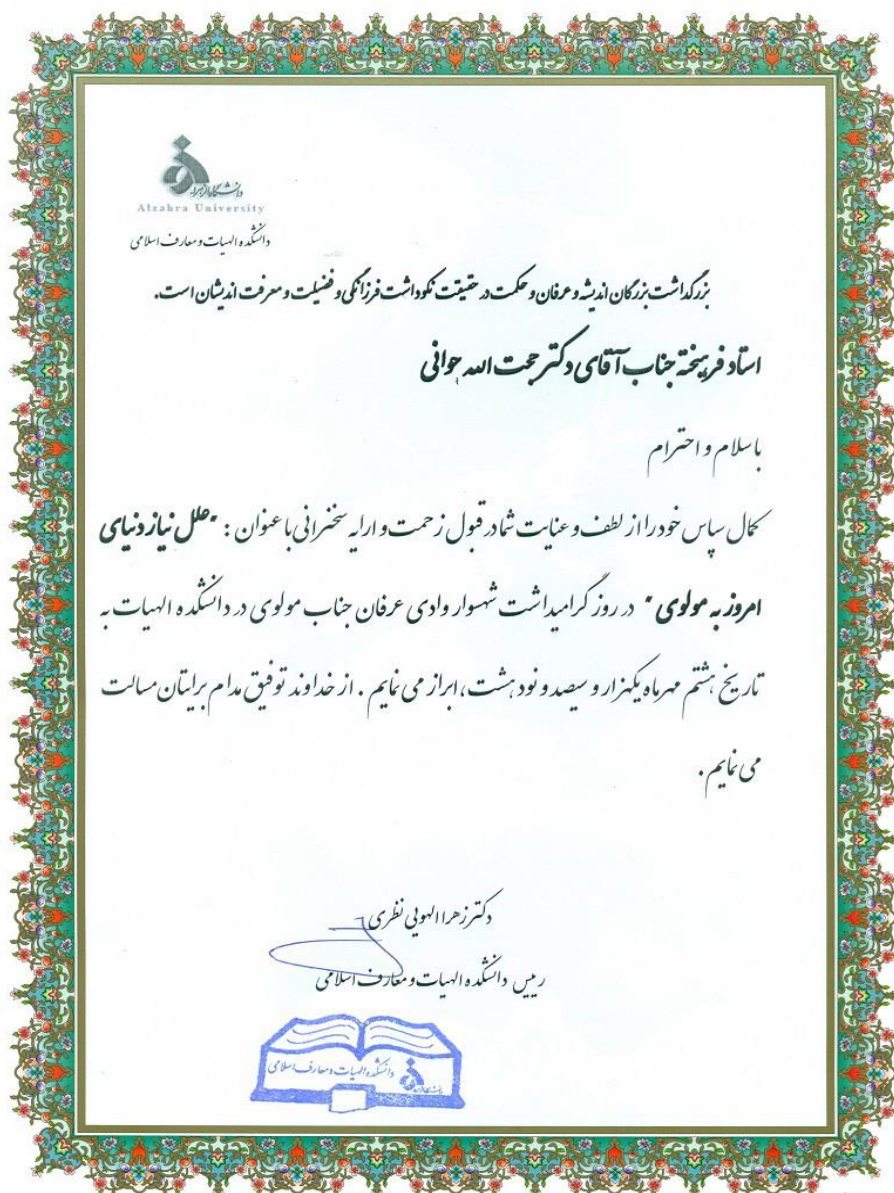 دانشگاه الزهرا
Alzahra University
دانشکده الهیات و معارف اسلامی
بزرگداشت بزرگان اندیشه و عرفان و حکمت در حقیقت نکوداشت فرزانگی و فضیلت و معرفت اندیشان است.
استاد فرهیخته جناب آقای دکتر حجت الله جوانی
با سلام و احترام
کمال سپاس خود را از لطف و عنایت شما در قبول زحمت و ارایه سخنرانی با عنوان : "علل نیاز دنیای
امروز به مولوی" در روز گرامیداشت شهسوار وادی عرفان جناب مولوی در دانشکده الهیات به
تاریخ هشتم مهرماه یکهزار و سیصد و نود هشت، ابراز می نمایم . از خداوند توفیق مدام برایتان مسالت
می نمایم.
دکتر زهرا الهویی نظری
رییس دانشکده الهیات و معارف اسلامی
دانشکده الهیات و معارف اسلامی